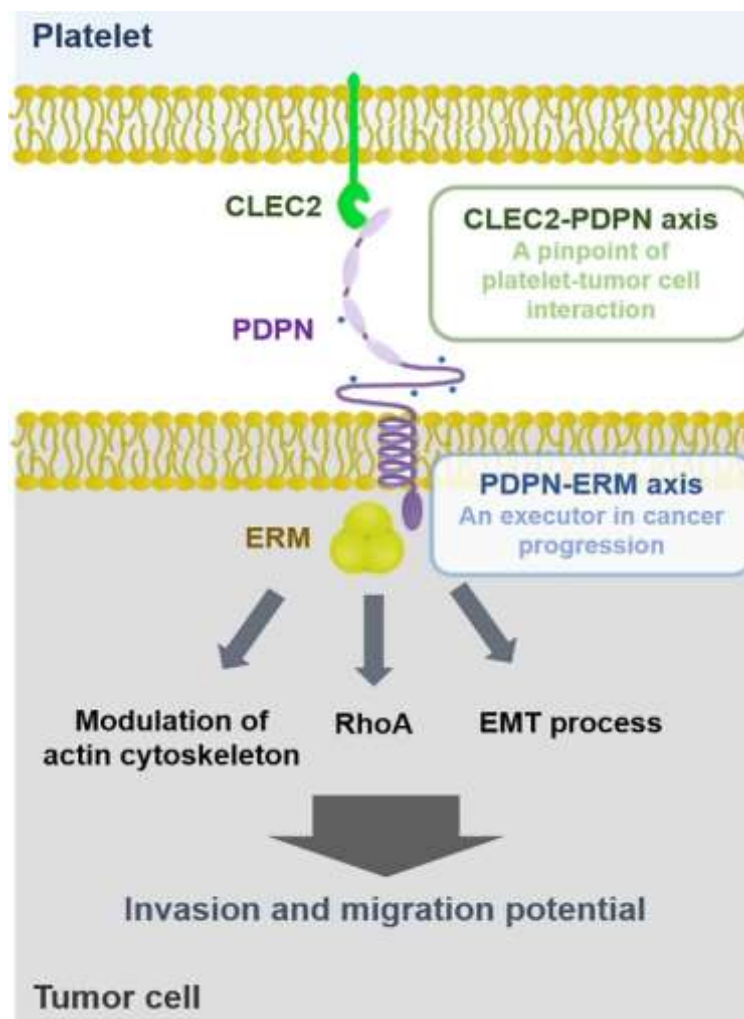 Platelet
CLEC2
CLEC2-PDPN axis
A pinpoint of
platelet-tumor cell
interaction
PDPN
PDPN-ERM axis
An executor in cancer
progression
ERM
Modulation of
actin cytoskeleton
RhoA
EMT process
Invasion and migration potential
Tumor cell